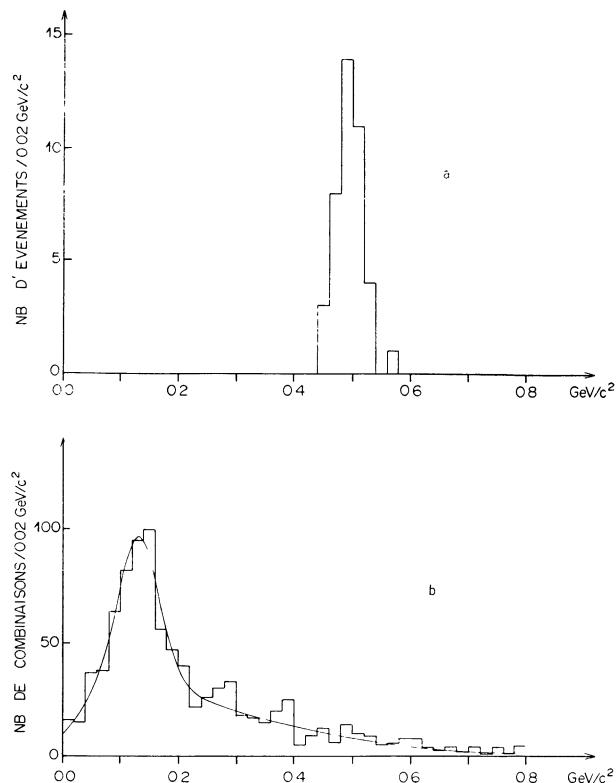 NB D'EVENEMENTS / 0.02 GeV/c²
15
10
5
0
a
0.0 0.2 0.4 0.6 0.8 GeV/c²
NB DE COMBINAISONS / 0.02 GeV/c²
100
50
0
b
0.0 0.2 0.4 0.6 0.8 GeV/c²